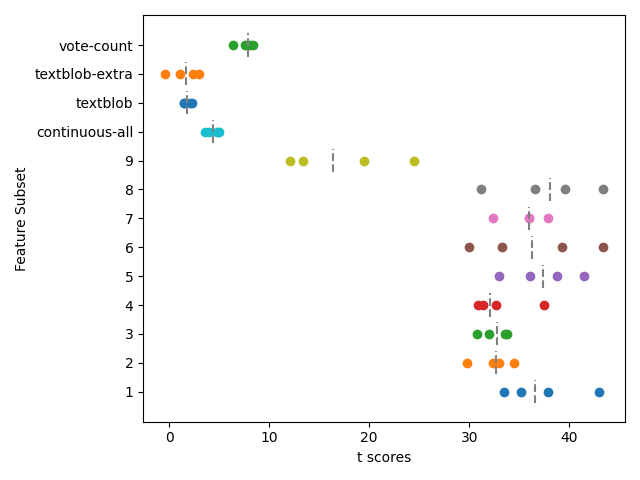 vote-count
textblob-extra
textblob
continuous-all
9
8
7
6
5
4
3
2
1
Feature Subset
0 10 20 30 40
t scores